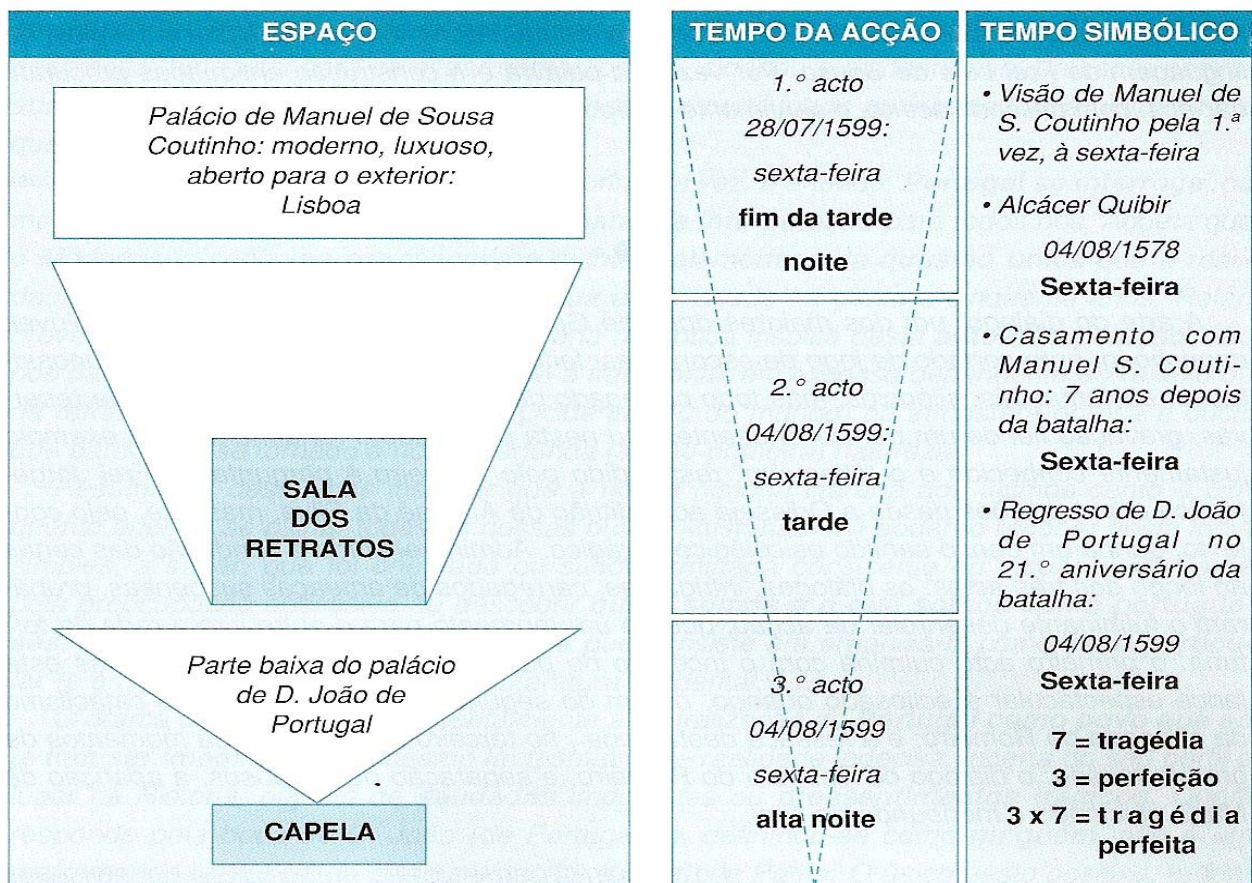 ESPAÇO
Palácio de Manuel de Sousa
Coutinho: moderno, luxuoso,
aberto para o exterior:
Lisboa
SALA
DOS
RETRATOS
Parte baixa do palácio
de D. João de
Portugal
CAPELA
TEMPO DA ACÇÃO
1.º acto
28/07/1599:
sexta-feira
fim da tarde
noite
2.º acto
04/08/1599:
sexta-feira
tarde
3.º acto
04/08/1599
sexta-feira
alta noite
TEMPO SIMBÓLICO
• Visão de Manuel de
S. Coutinho pela 1.ª
vez, à sexta-feira
• Alcácer Quibir
04/08/1578
Sexta-feira
• Casamento com
Manuel S. Couti-
nho: 7 anos depois
da batalha:
Sexta-feira
• Regresso de D. João
de Portugal no
21.º aniversário da
batalha:
04/08/1599
Sexta-feira
7 = tragédia
3 = perfeição
3 x 7 = tragédia
perfeita